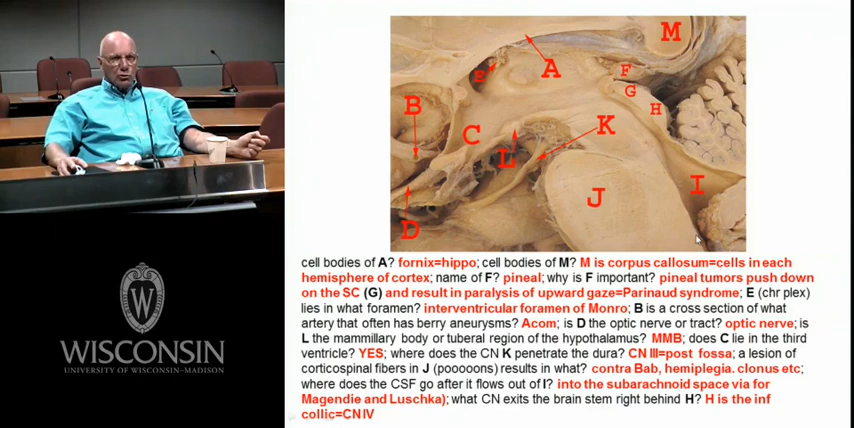 M
A
E
F
G
B
H
K
C
L
I
J
D
cell bodies of A? fornix=hippo; cell bodies of M? M is corpus callosum=cells in each
hemisphere of cortex; name of F? pineal; why is F important? pineal tumors push down
on the SC (G) and result in paralysis of upward gaze=Parinaud syndrome; E (chr plex)
lies in what foramen? interventricular foramen of Monro; B is a cross section of what
artery that often has berry aneurysms? Acom; is D the optic nerve or tract? optic nerve; is
L the mammillary body or tuberal region of the hypothalamus? MMB; does C lie in the third
ventricle? YES; where does the CN K penetrate the dura? CN III=post fossa; a lesion of
corticospinal fibers in J (pooooons) results in what? contra Bab, hemiplegia. clonus etc;
where does the CSF go after it flows out of I? into the subarachnoid space via for
Magendie and Luschka); what CN exits the brain stem right behind H? H is the inf
collic=CN IV
W
WISCONSIN
UNIVERSITY OF WISCONSIN–MADISON